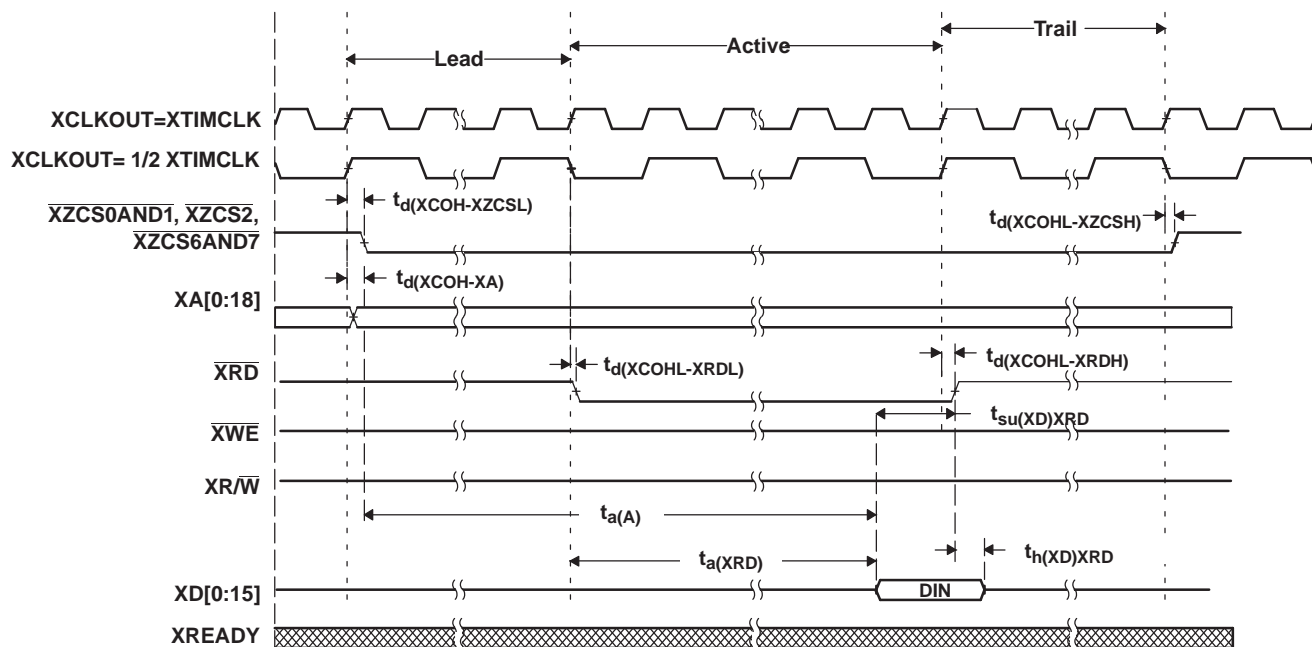 Trail
Active
Lead
XCLKOUT=XTIMCLK
XCLKOUT= 1/2 XTIMCLK
td(XCOH-XZCSL)
XZCS0AND1, XZCS2,
XZCS6AND7
td(XCOHL-XZCSH)
td(XCOH-XA)
XA[0:18]
XRD
td(XCOHL-XRDL)
td(XCOHL-XRDH)
tsu(XD)XRD
XWE
XR/W
ta(A)
ta(XRD)
th(XD)XRD
XD[0:15]
DIN
XREADY